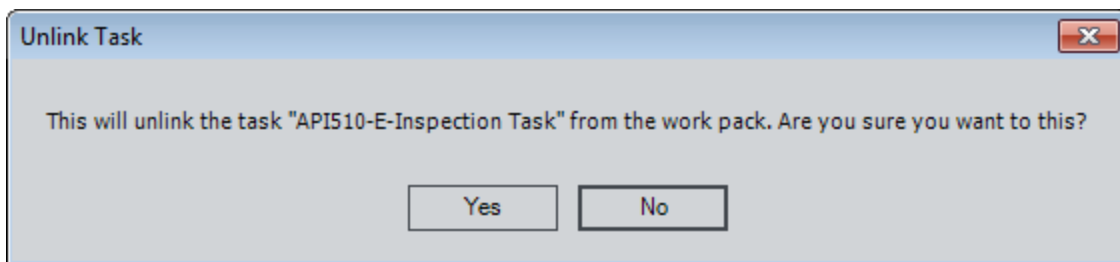 Unlink Task
This will unlink the task "API510-E-Inspection Task" from the work pack. Are you sure you want to this?
Yes
No